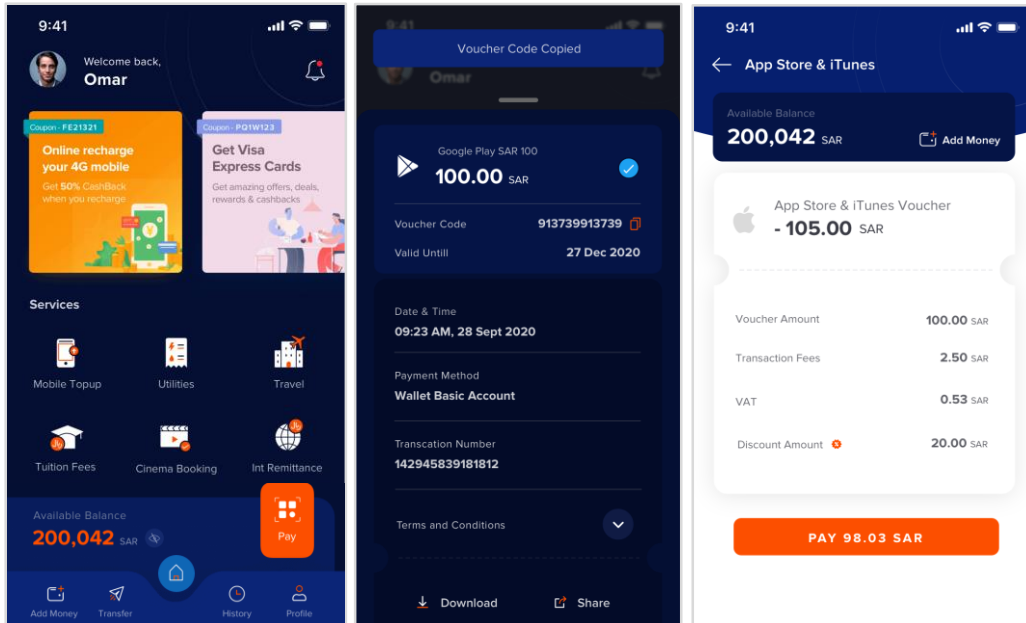 9:41
Welcome back,
Omar
Coupon - FE21321
Online recharge
your 4G mobile
Get 50% CashBack
when you recharge
Coupon - PQ1W123
Get Visa
Express Cards
Get amazing offers, deals,
rewards & cashbacks
Services
Mobile Topup
Utilities
Travel
Tuition Fees
Cinema Booking
Int Remittance
Available Balance
200,042 SAR
Pay
Add Money
Transfer
History
Profile
9:41
Voucher Code Copied
Omar
Google Play SAR 100
100.00 SAR
Voucher Code 913739913739
Valid Untill 27 Dec 2020
Date & Time
09:23 AM, 28 Sept 2020
Payment Method
Wallet Basic Account
Transcation Number
142945839181812
Terms and Conditions
Download
Share
9:41
App Store & iTunes
Available Balance
200,042 SAR
Add Money
App Store & iTunes Voucher
- 105.00 SAR
Voucher Amount 100.00 SAR
Transaction Fees 2.50 SAR
VAT 0.53 SAR
Discount Amount 20.00 SAR
PAY 98.03 SAR